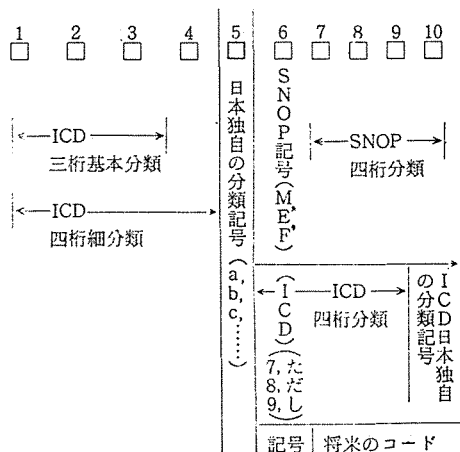 1 2 3 4 5 6 7 8 9 10
□ □ □ □ □ □ □ □ □ □
ICD
三桁基本分類
ICD
四桁細分類
日本独自の分類記号(a, b, c, ……)
SNOP記号(M, E, F,)
SNOP
四桁分類
(ICD)
(ただし
7, 8, 9,)
ICD
四桁分類
ICD日本独自
の分類記号
記号
将来のコード